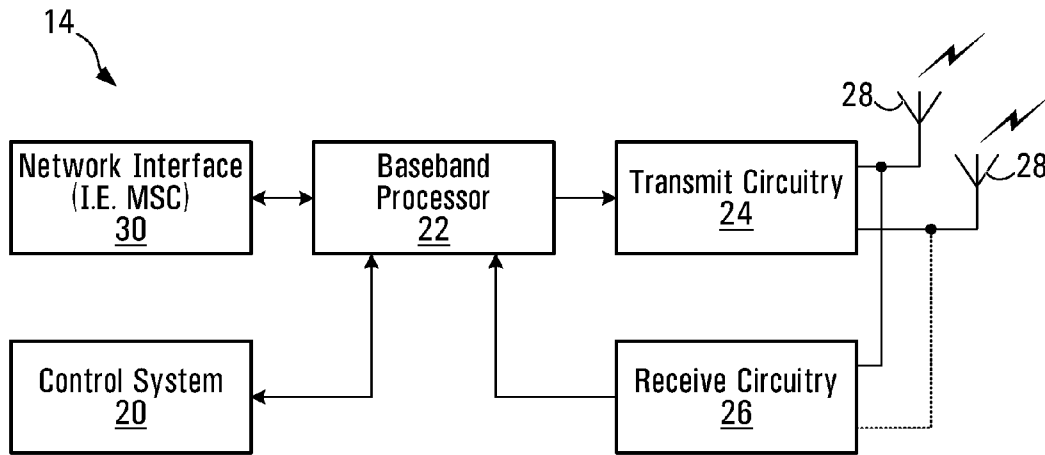 14
28
28
Network Interface
(I.E. MSC)
30
Baseband
Processor
22
Transmit Circuitry
24
Control System
20
Receive Circuitry
26